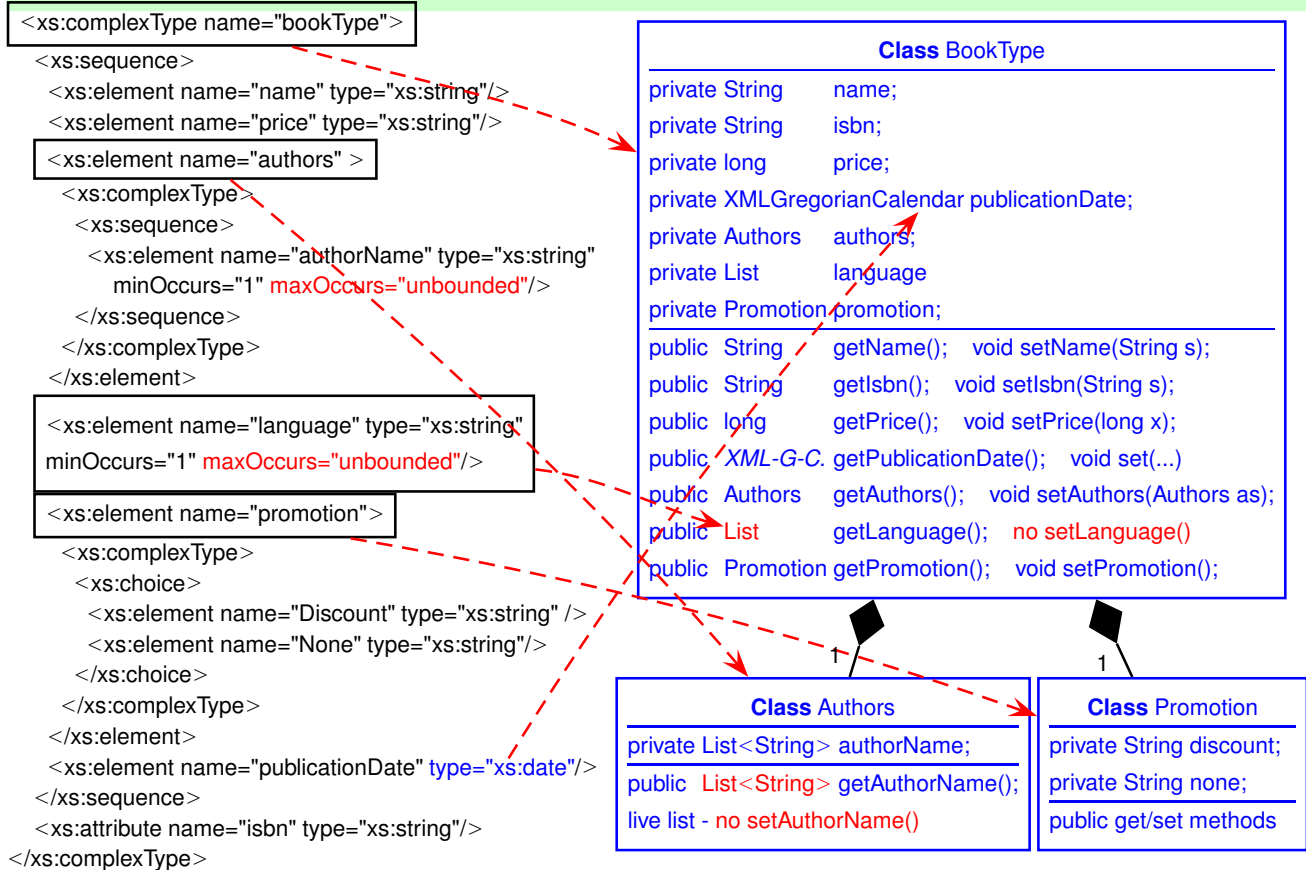 <xs:complexType name="bookType">
<xs:sequence>
<xs:element name="name" type="xs:string"/>
<xs:element name="price" type="xs:string"/>
<xs:element name="authors" >
<xs:complexType>
<xs:sequence>
<xs:element name="authorName" type="xs:string"
minOccurs="1" maxOccurs="unbounded"/>
</xs:sequence>
</xs:complexType>
</xs:element>
<xs:element name="language" type="xs:string"
minOccurs="1" maxOccurs="unbounded"/>
<xs:element name="promotion">
<xs:complexType>
<xs:choice>
<xs:element name="Discount" type="xs:string" />
<xs:element name="None" type="xs:string"/>
</xs:choice>
</xs:complexType>
</xs:element>
<xs:element name="publicationDate" type="xs:date"/>
</xs:sequence>
<xs:attribute name="isbn" type="xs:string"/>
</xs:complexType>
Class BookType
private String name;
private String isbn;
private long price;
private XMLGregorianCalendar publicationDate;
private Authors authors;
private List language
private Promotion promotion;
public String getName(); void setName(String s);
public String getIsbn(); void setIsbn(String s);
public long getPrice(); void setPrice(long x);
public XML-G-C. getPublicationDate(); void set(...)
public Authors getAuthors(); void setAuthors(Authors as);
public List getLanguage(); no setLanguage()
public Promotion getPromotion(); void setPromotion();
1
1
Class Authors
private List<String> authorName;
public List<String> getAuthorName();
live list - no setAuthorName()
Class Promotion
private String discount;
private String none;
public get/set methods